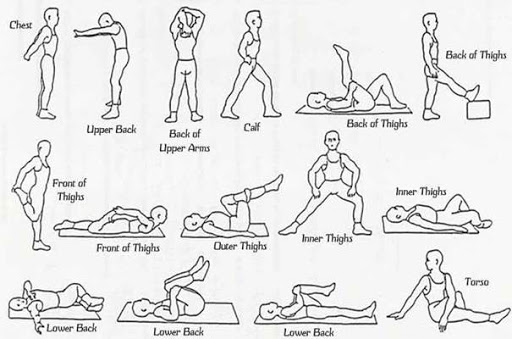 Chest
Upper Back
Back of
Upper Arms
Calf
Back of Thighs
Back of Thighs
Front of
Thighs
Front of Thighs
Outer Thighs
Inner Thighs
Inner Thighs
Lower Back
Lower Back
Lower Back
Torso